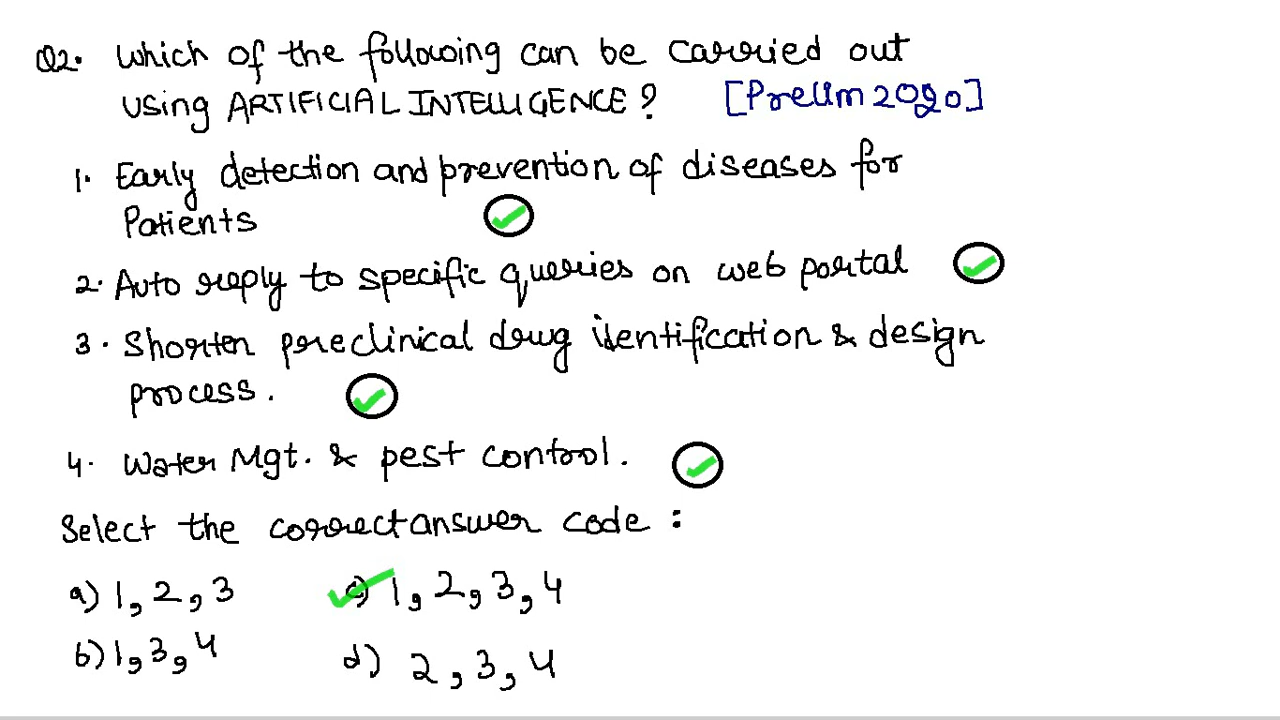 Q2. Which of the following can be carried out
using ARTIFICIAL INTELLIGENCE? [Prelim 2020]
1. Early detection and prevention of diseases for
Patients
2. Auto reply to specific queries on web portal
3. Shorten preclinical drug identification & design
process.
4. Water Mgt. & pest control.
Select the correct answer code :
a) 1, 2, 3 c) 1, 2, 3, 4
b) 1, 3, 4 d) 2, 3, 4